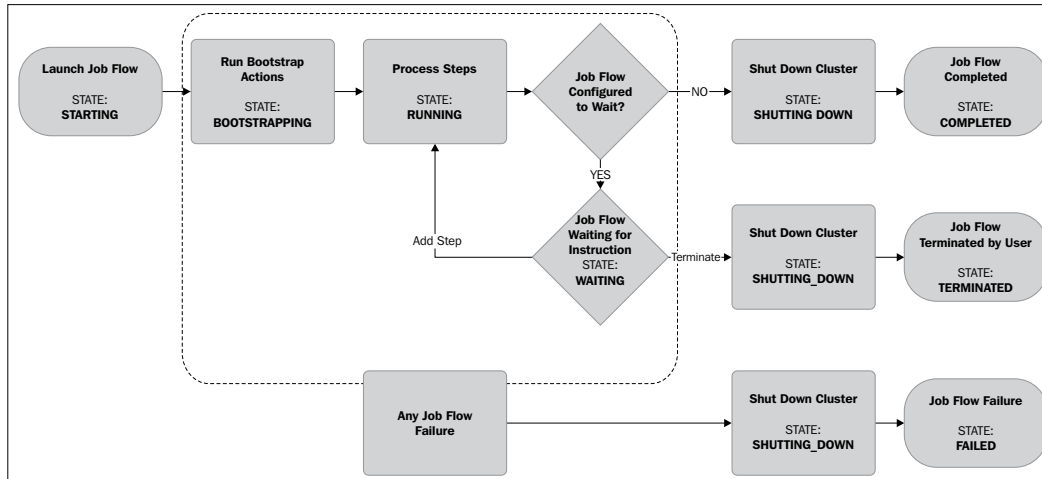 Launch Job Flow
STATE:
STARTING
Run Bootstrap
Actions
STATE:
BOOTSTRAPPING
Process Steps
STATE:
RUNNING
Job Flow
Configured
to Wait?
NO
Shut Down Cluster
STATE:
SHUTTING DOWN
Job Flow
Completed
STATE:
COMPLETED
YES
Add Step
Job Flow
Waiting for
Instruction
STATE:
WAITING
Terminate
Shut Down Cluster
STATE:
SHUTTING_DOWN
Job Flow
Terminated by User
STATE:
TERMINATED
Any Job Flow
Failure
Shut Down Cluster
STATE:
SHUTTING_DOWN
Job Flow Failure
STATE:
FAILED